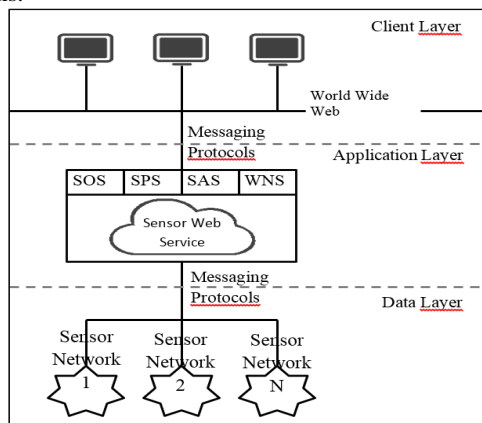 Client Layer
World Wide
Web
Messaging
Protocols
Application Layer
SOS SPS SAS WNS
Sensor Web
Service
Messaging
Protocols
Data Layer
Sensor
Network
1
Sensor
Network
2
Sensor
Network
N